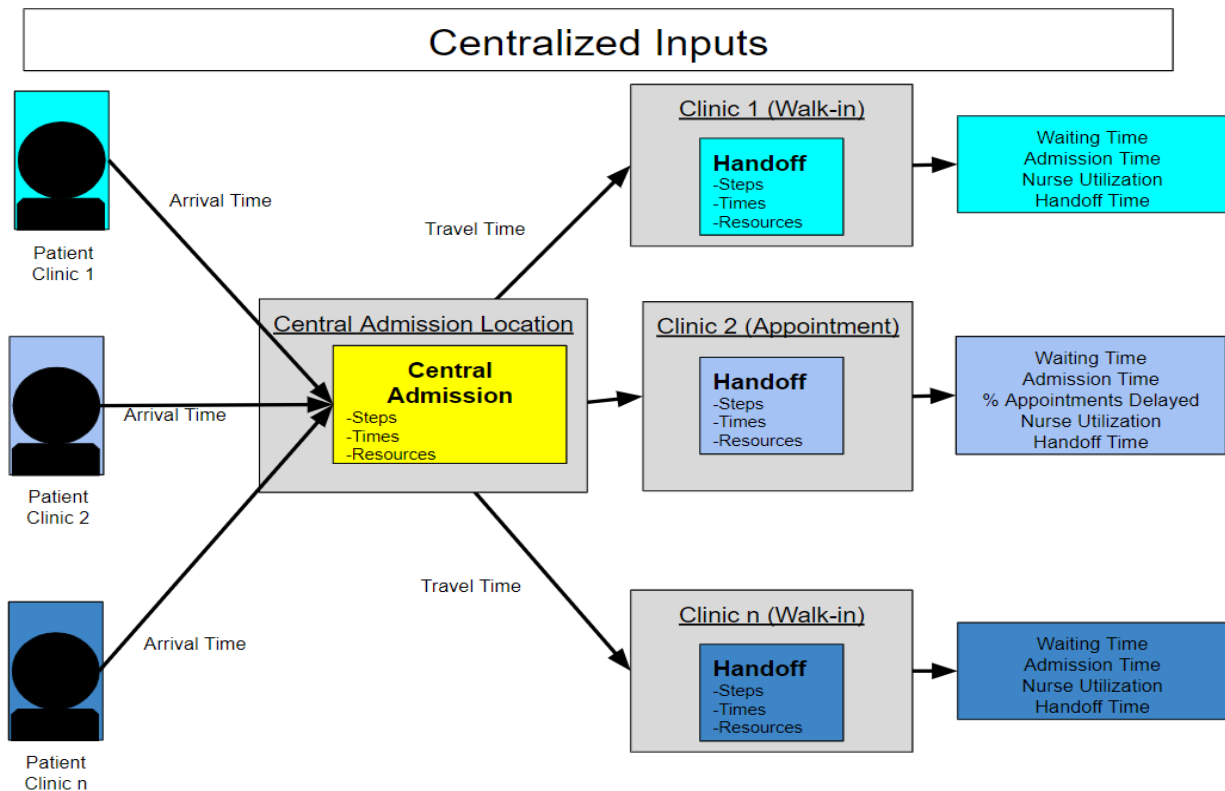 Centralized Inputs
Patient
Clinic 1
Arrival Time
Patient
Clinic 2
Arrival Time
Patient
Clinic n
Arrival Time
Central Admission Location
Central
Admission
-Steps
-Times
-Resources
Travel Time
Travel Time
Clinic 1 (Walk-in)
Handoff
-Steps
-Times
-Resources
Waiting Time
Admission Time
Nurse Utilization
Handoff Time
Clinic 2 (Appointment)
Handoff
-Steps
-Times
-Resources
Waiting Time
Admission Time
% Appointments Delayed
Nurse Utilization
Handoff Time
Clinic n (Walk-in)
Handoff
-Steps
-Times
-Resources
Waiting Time
Admission Time
Nurse Utilization
Handoff Time